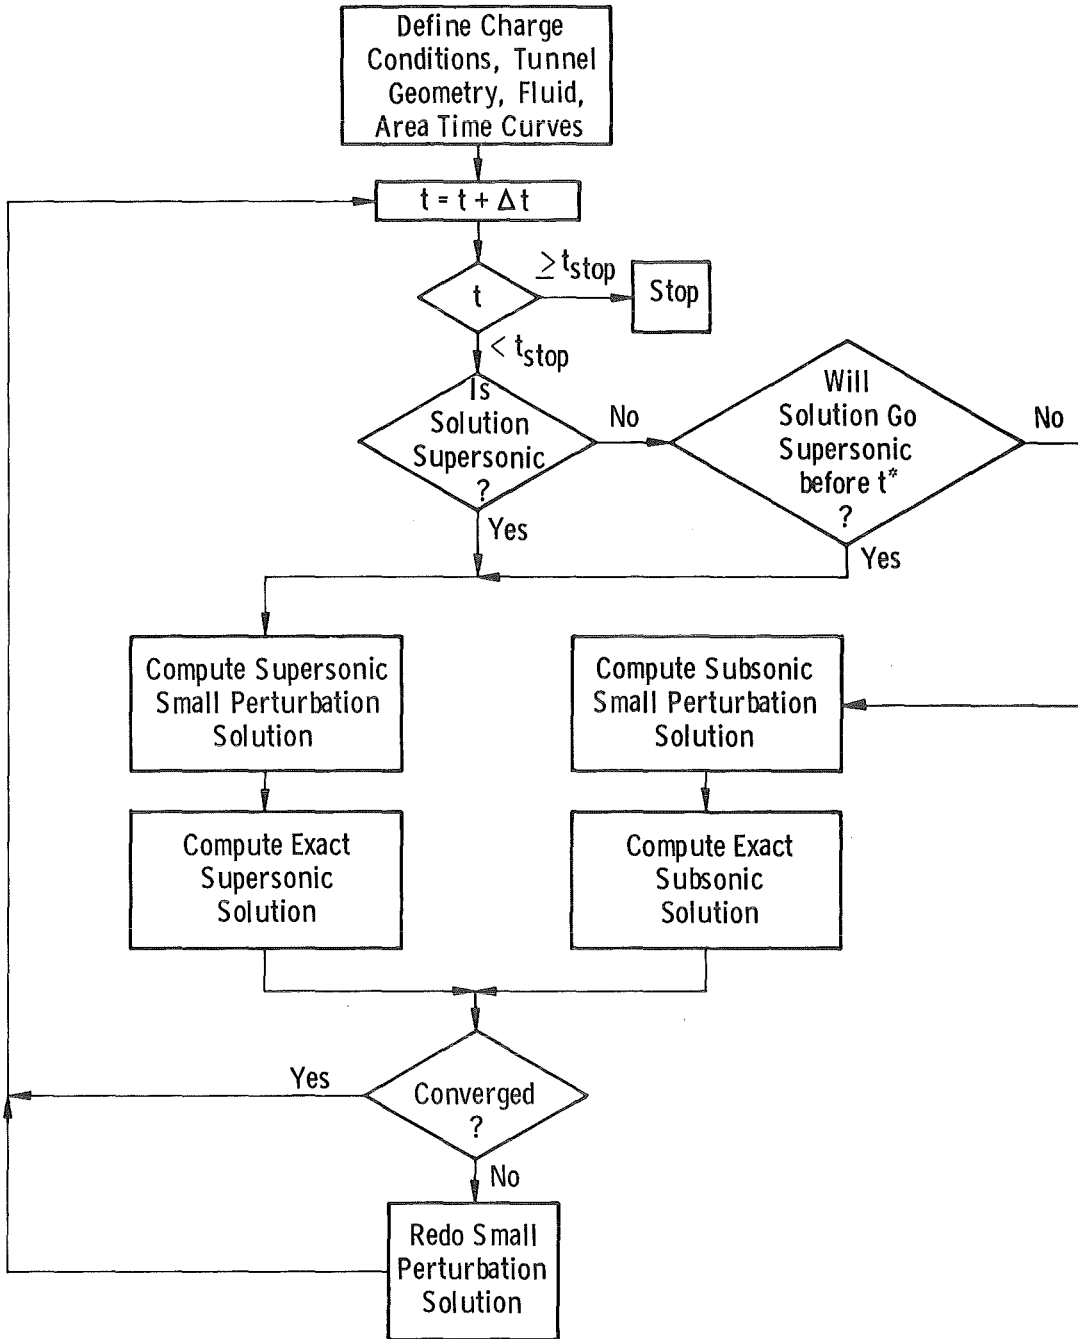 Define Charge
Conditions, Tunnel
Geometry, Fluid,
Area Time Curves
t = t + Δt
t
≥ tstop
Stop
< tstop
Is
Solution
Supersonic
?
No
Yes
Will
Solution Go
Supersonic
before t*
?
No
Yes
Compute Supersonic
Small Perturbation
Solution
Compute Subsonic
Small Perturbation
Solution
Compute Exact
Supersonic
Solution
Compute Exact
Subsonic
Solution
Converged
?
Yes
No
Redo Small
Perturbation
Solution